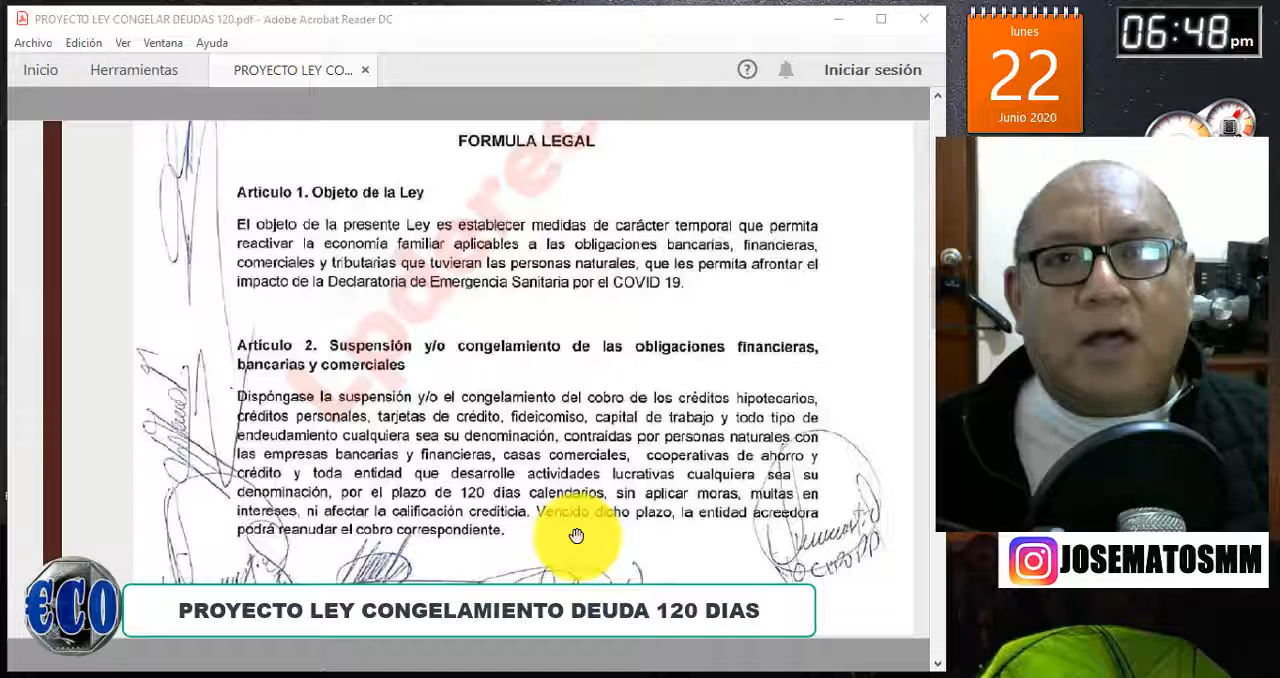 PROYECTO LEY CONGELAR DEUDAS 120.pdf - Adobe Acrobat Reader DC
Archivo Edición Ver Ventana Ayuda
Inicio Herramientas PROYECTO LEY CO... × Iniciar sesión
lunes
22
Junio 2020
06:48 pm
FORMULA LEGAL
Artículo 1. Objeto de la Ley
El objeto de la presente Ley es establecer medidas de carácter temporal que permita
reactivar la economía familiar aplicables a las obligaciones bancarias, financieras,
comerciales y tributarias que tuvieran las personas naturales, que les permita afrontar el
impacto de la Declaratoria de Emergencia Sanitaria por el COVID 19.
Artículo 2. Suspensión y/o congelamiento de las obligaciones financieras,
bancarias y comerciales
Dispóngase la suspensión y/o el congelamiento del cobro de los créditos hipotecarios,
créditos personales, tarjetas de crédito, fideicomiso, capital de trabajo y todo tipo de
endeudamiento cualquiera sea su denominación, contraídas por personas naturales con
las empresas bancarias y financieras, casas comerciales, cooperativas de ahorro y
crédito y toda entidad que desarrolle actividades lucrativas cualquiera sea su
denominación, por el plazo de 120 días calendarios, sin aplicar moras, multas en
intereses, ni afectar la calificación crediticia. Vencido dicho plazo, la entidad acreedora
podrá reanudar el cobro correspondiente.
€CO
PROYECTO LEY CONGELAMIENTO DEUDA 120 DIAS
JOSEMATOSMM